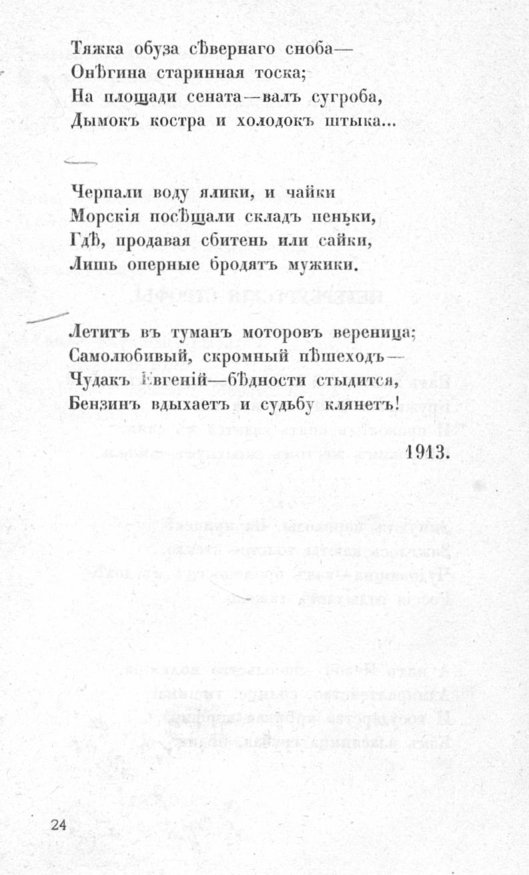 Тяжка обуза сѣвернаго сноба—
Онѣгина старинная тоска;
На площади сената—валъ сугроба,
Дымокъ костра и холодокъ штыка...
Черпали воду ялики, и чайки
Морскія посѣщали складъ пеньки,
Гдѣ, продавая сбитень или сайки,
Лишь оперные бродятъ мужики.
Летитъ въ туманъ моторовъ вереница;
Самолюбивый, скромный пѣшеходъ—
Чудакъ Евгеній—бѣдности стыдится,
Бензинъ вдыхаетъ и судьбу клянетъ!
1913.
24